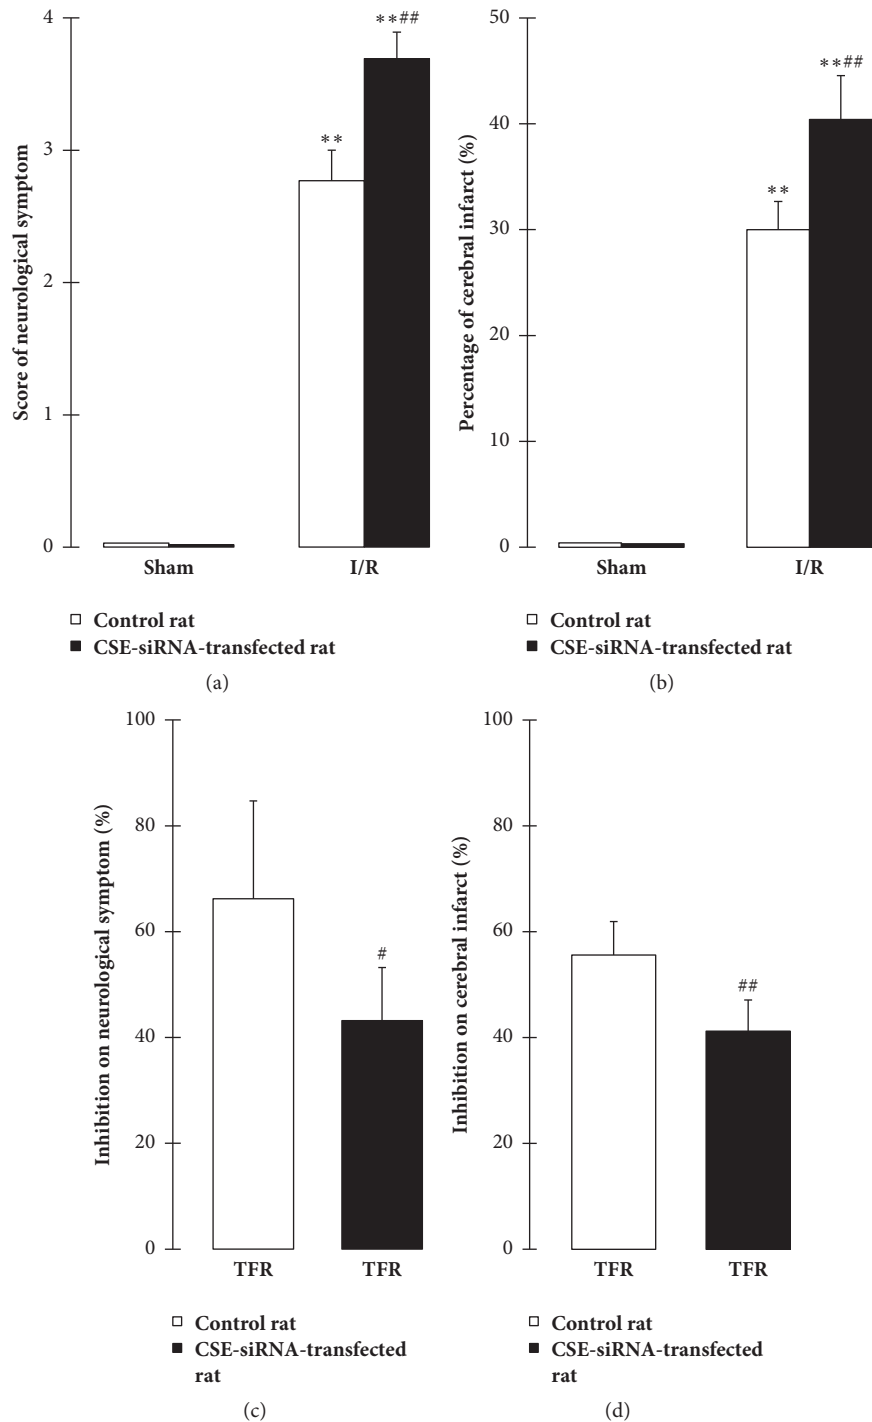 4
3
2
1
0
Score of neurological symptom
**
**##
Sham
I/R
Control rat
CSE-siRNA-transfected rat
(a)
50
40
30
20
10
0
Percentage of cerebral infarct (%)
**
**##
Sham
I/R
Control rat
CSE-siRNA-transfected rat
(b)
100
80
60
40
20
0
Inhibition on neurological symptom (%)
#
TFR
TFR
Control rat
CSE-siRNA-transfected
rat
(c)
100
80
60
40
20
0
Inhibition on cerebral infarct (%)
##
TFR
TFR
Control rat
CSE-siRNA-transfected
rat
(d)